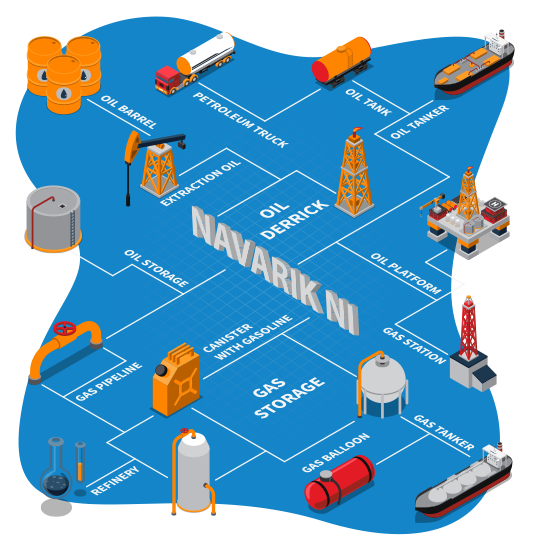 OIL BARREL
PETROLEUM TRUCK
OIL TANK
OIL TANKER
EXTRACTION OIL
OIL
DERRICK
NAVARIK NI
OIL STORAGE
OIL PLATFORM
GAS STATION
CANISTER
WITH GASOLINE
GAS PIPELINE
GAS
STORAGE
GAS TANKER
GAS BALLOON
REFINERY
H